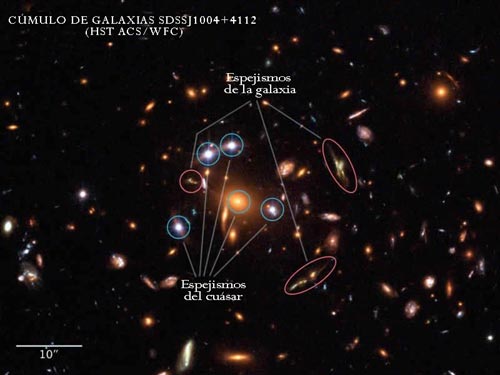 CÚMULO DE GALAXIAS SDSSJ1004+4112
(HST ACS/WFC)
Espejismos
de la galaxia
Espejismos
del cuásar
10"